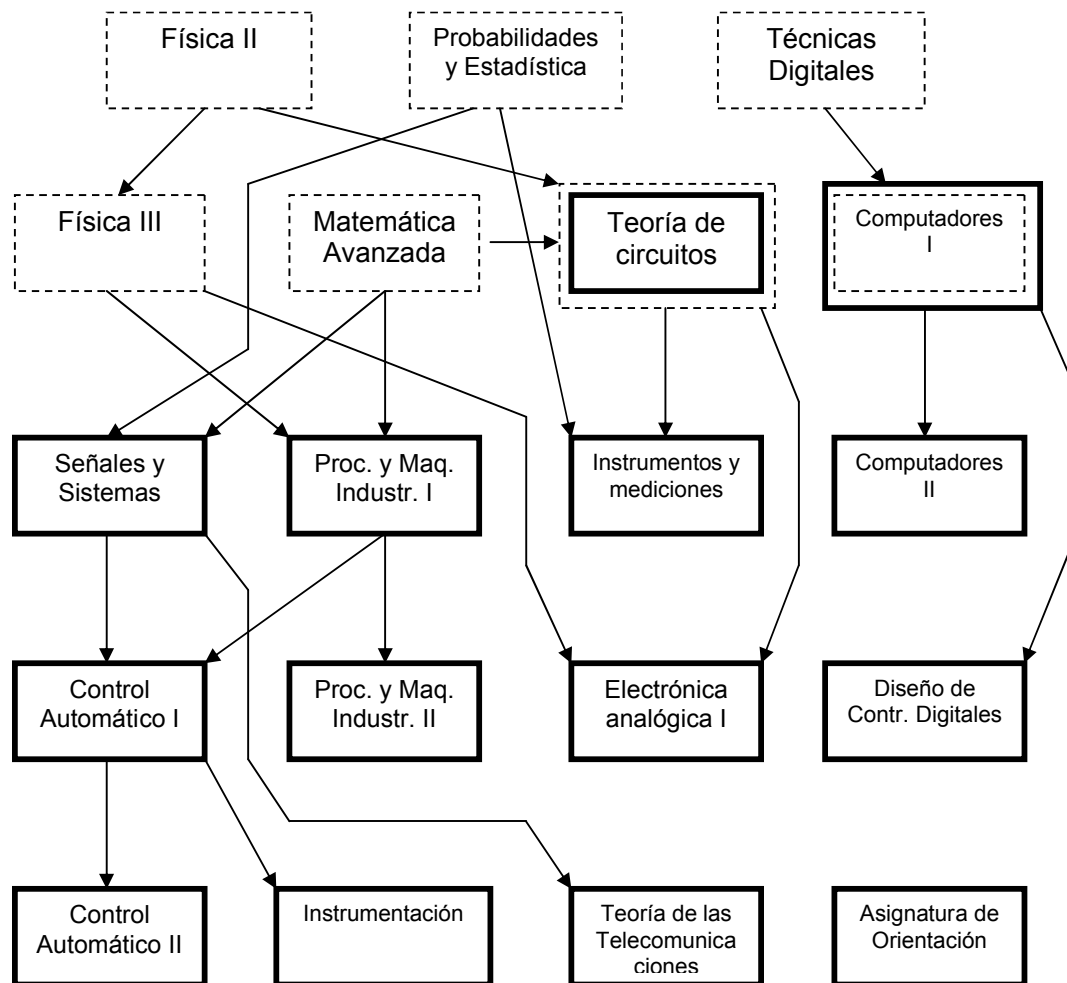 Física II
Probabilidades
y Estadística
Técnicas
Digitales
Física III
Matemática
Avanzada
Teoría de
circuitos
Computadores
I
Señales y
Sistemas
Proc. y Maq.
Industr. I
Instrumentos y
mediciones
Computadores
II
Control
Automático I
Proc. y Maq.
Industr. II
Electrónica
analógica I
Diseño de
Contr. Digitales
Control
Automático II
Instrumentación
Teoría de las
Telecomunica
ciones
Asignatura de
Orientación